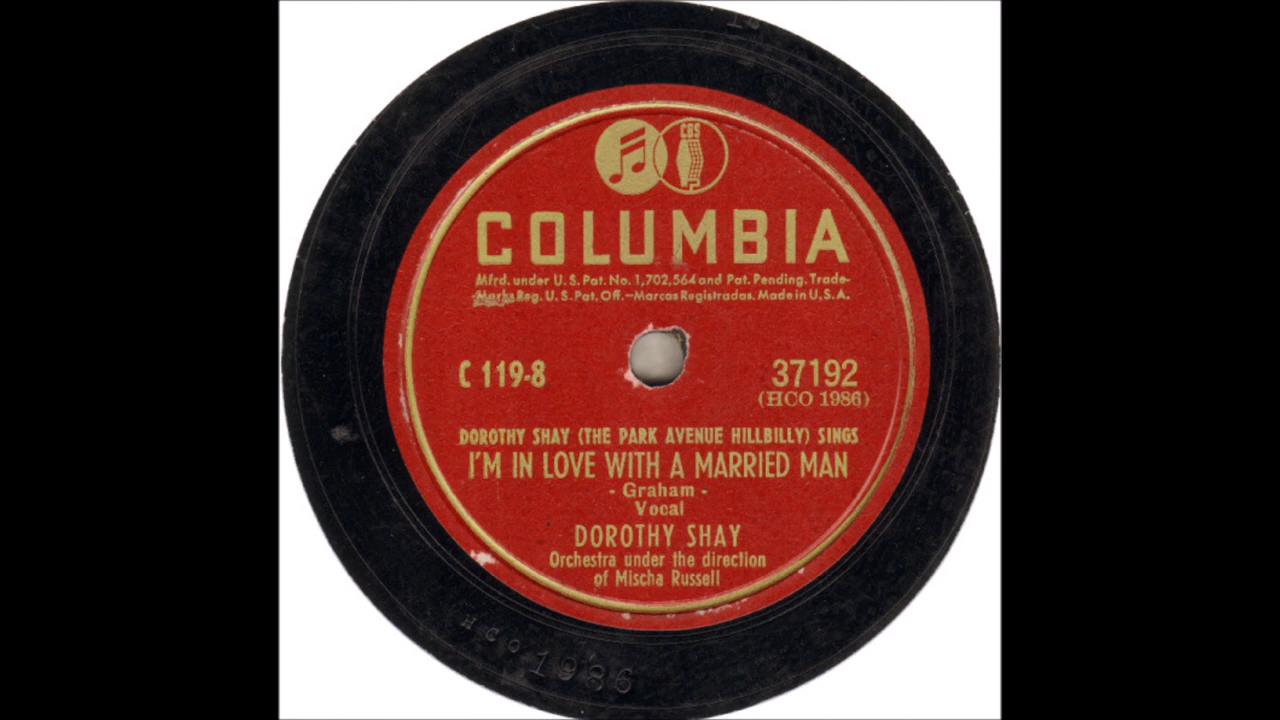 CBS
COLUMBIA
Mfrd. under U.S. Pat. No. 1,702,564 and Pat. Pending. Trade-
Marks Reg. U.S. Pat. Off.—Marcas Registradas. Made in U.S.A.
C 119-8
37192
(HCO 1986)
DOROTHY SHAY (THE PARK AVENUE HILLBILLY) SINGS
I'M IN LOVE WITH A MARRIED MAN
- Graham -
Vocal
DOROTHY SHAY
Orchestra under the direction
of Mischa Russell
HCO 1986